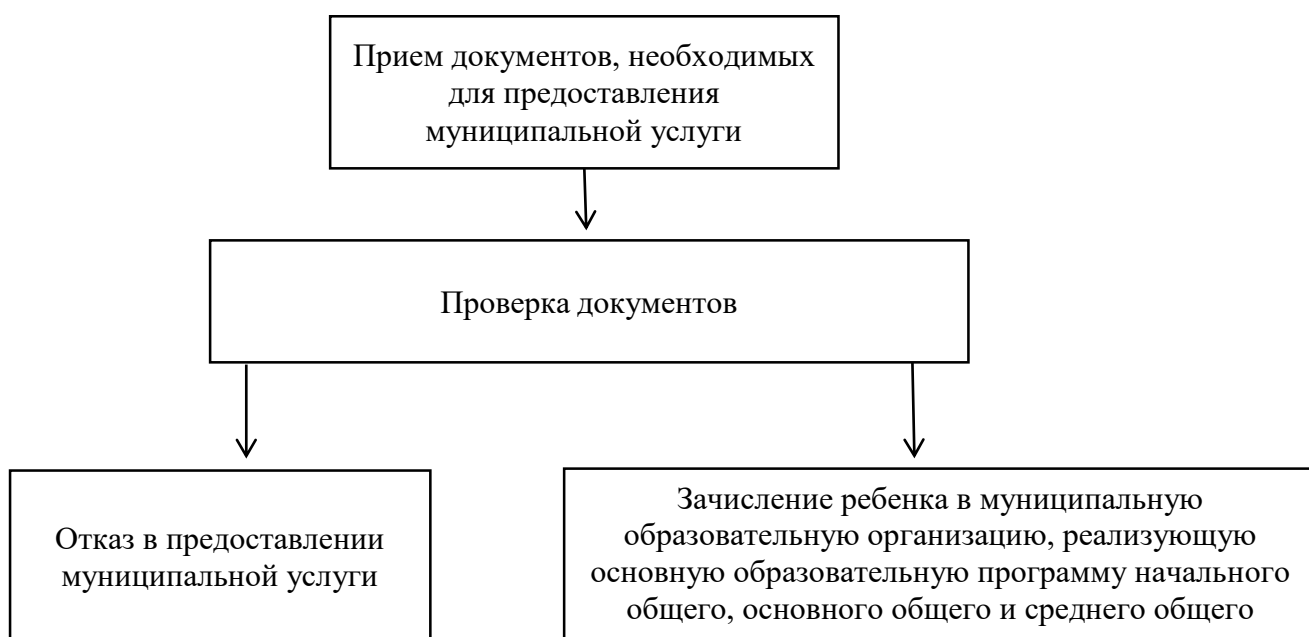 Прием документов, необходимых
для предоставления
муниципальной услуги
Проверка документов
Отказ в предоставлении
муниципальной услуги
Зачисление ребенка в муниципальную
образовательную организацию, реализующую
основную образовательную программу начального
общего, основного общего и среднего общего